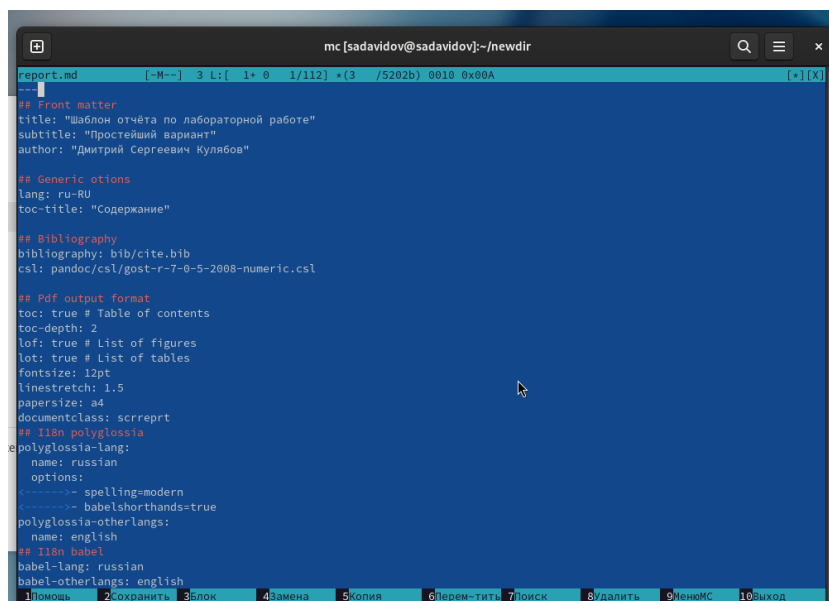 mc [sadavidov@sadavidov]:~/newdir
report.md [-M--] 3 L:[ 1+ 0 1/112] *(3 /5202b) 0010 0x00A [*][X]
---
## Front matter
title: "Шаблон отчёта по лабораторной работе"
subtitle: "Простейший вариант"
author: "Дмитрий Сергеевич Кулябов"
## Generic otions
lang: ru-RU
toc-title: "Содержание"
## Bibliography
bibliography: bib/cite.bib
csl: pandoc/csl/gost-r-7-0-5-2008-numeric.csl
## Pdf output format
toc: true # Table of contents
toc-depth: 2
lof: true # List of figures
lot: true # List of tables
fontsize: 12pt
linestretch: 1.5
papersize: a4
documentclass: scrreprt
## I18n polyglossia
polyglossia-lang:
name: russian
options:
<------>- spelling=modern
<------>- babelshorthands=true
polyglossia-otherlangs:
name: english
## I18n babel
babel-lang: russian
babel-otherlangs: english
1Помощь 2Сохранить 3Блок 4Замена 5Копия 6Перем~тить 7Поиск 8Удалить 9МенюMC 10Выход